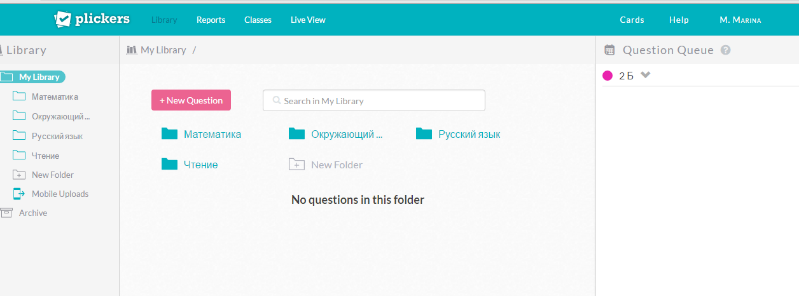 plickers Library Reports Classes Live View Cards Help M. Marina
Library
My Library
Математика
Окружающий ...
Русский язык
Чтение
New Folder
Mobile Uploads
Archive
My Library /
+ New Question
Search in My Library
Математика
Окружающий ...
Русский язык
Чтение
New Folder
No questions in this folder
Question Queue ?
2 Б